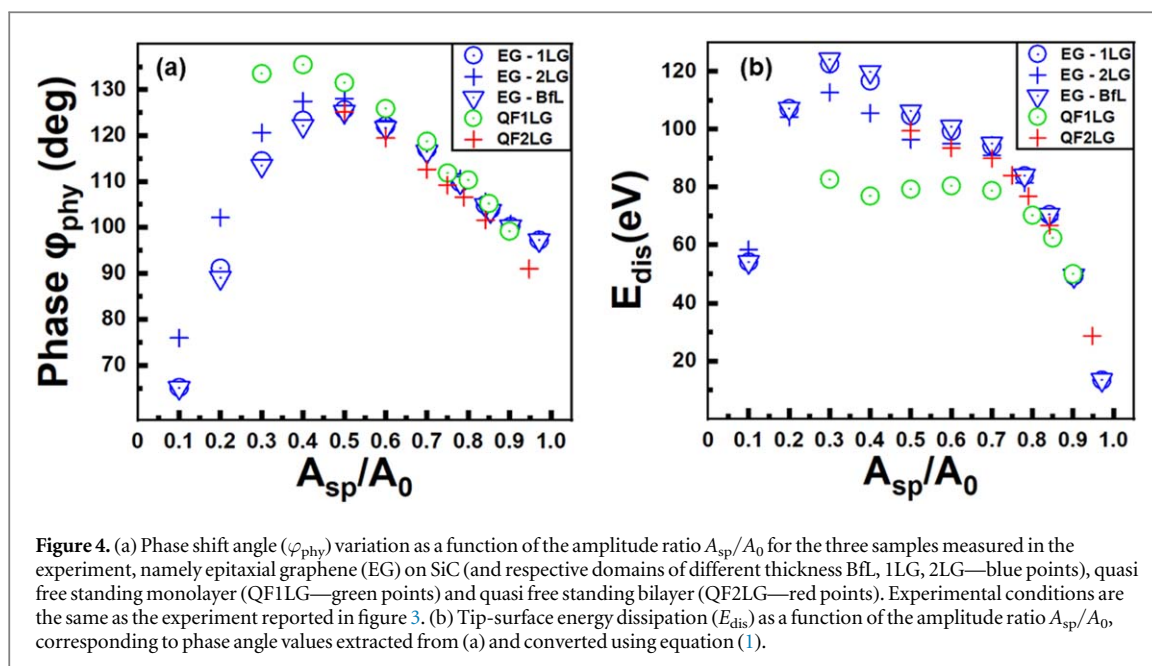 (a)
EG - 1LG
EG - 2LG
EG - BfL
QF1LG
QF2LG
130
120
110
100
90
80
70
Phase φphy (deg)
0 0.1 0.2 0.3 0.4 0.5 0.6 0.7 0.8 0.9 1.0
Asp/A0
(b)
EG - 1LG
EG - 2LG
EG - BfL
QF1LG
QF2LG
120
100
80
60
40
20
Edis(eV)
0 0.1 0.2 0.3 0.4 0.5 0.6 0.7 0.8 0.9 1.0
Asp/A0
Figure 4. (a) Phase shift angle (φphy) variation as a function of the amplitude ratio Asp/A0 for the three samples measured in the
experiment, namely epitaxial graphene (EG) on SiC (and respective domains of different thickness BfL, 1LG, 2LG—blue points), quasi
free standing monolayer (QF1LG—green points) and quasi free standing bilayer (QF2LG—red points). Experimental conditions are
the same as the experiment reported in figure 3. (b) Tip-surface energy dissipation (Edis) as a function of the amplitude ratio Asp/A0,
corresponding to phase angle values extracted from (a) and converted using equation (1).